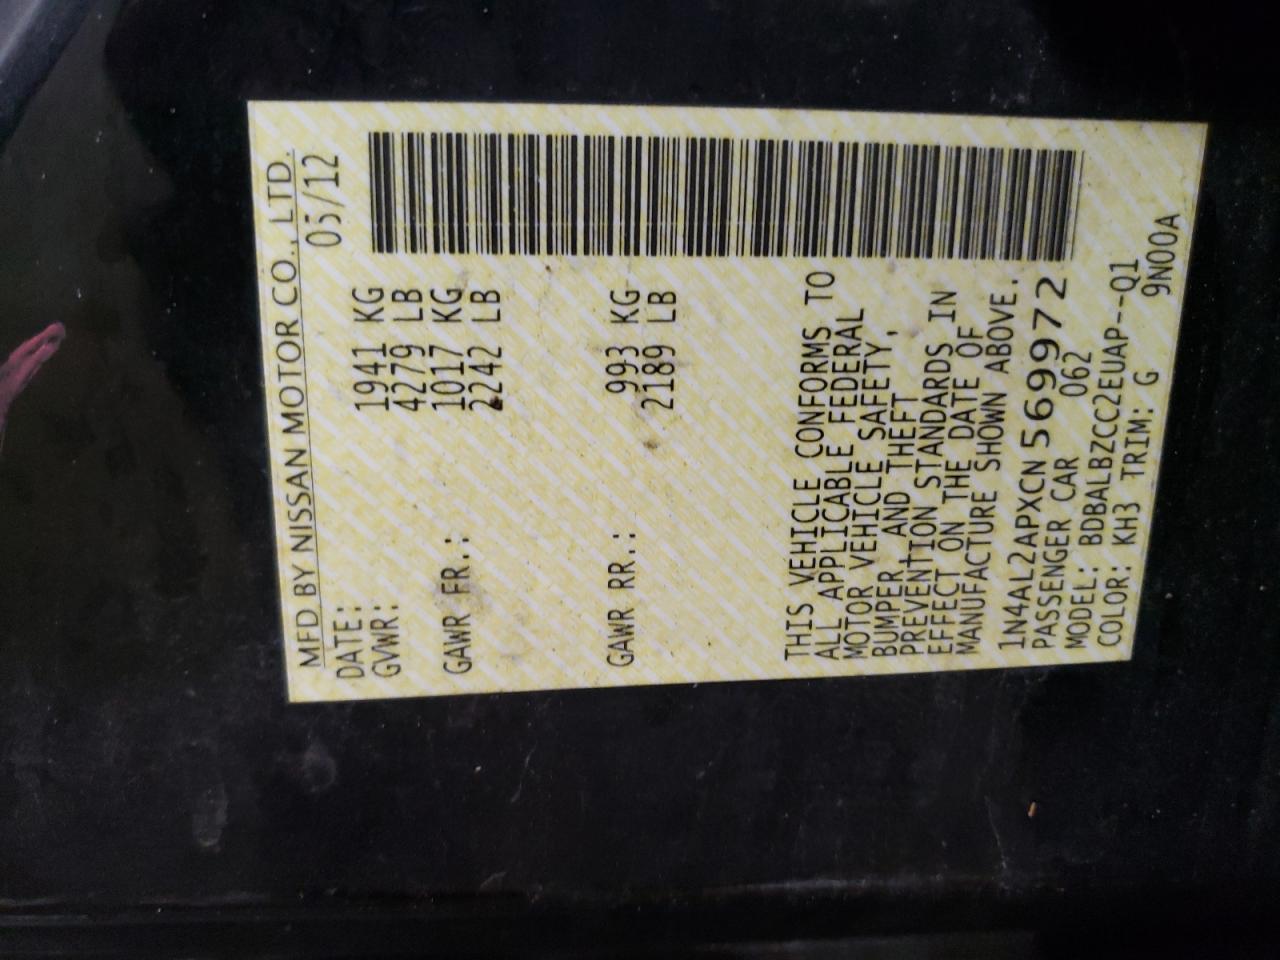 MFD BY NISSAN MOTOR CO., LTD.
DATE: 03/12
GVWR: 1941 KG
4279 LB
GAWR FR.: 1017 KG
2242 LB
GAWR RR.: 993 KG
2189 LB
THIS VEHICLE CONFORMS TO
ALL APPLICABLE FEDERAL
MOTOR VEHICLE SAFETY,
BUMPER, AND THEFT
PREVENTION STANDARDS IN
EFFECT ON THE DATE OF
MANUFACTURE SHOWN ABOVE.
1N4AL2APXCN569972
PASSENGER CAR 062
MODEL: BDBALBZCC2EUAP--Q1
COLOR: KH3 TRIM: G 9N00A